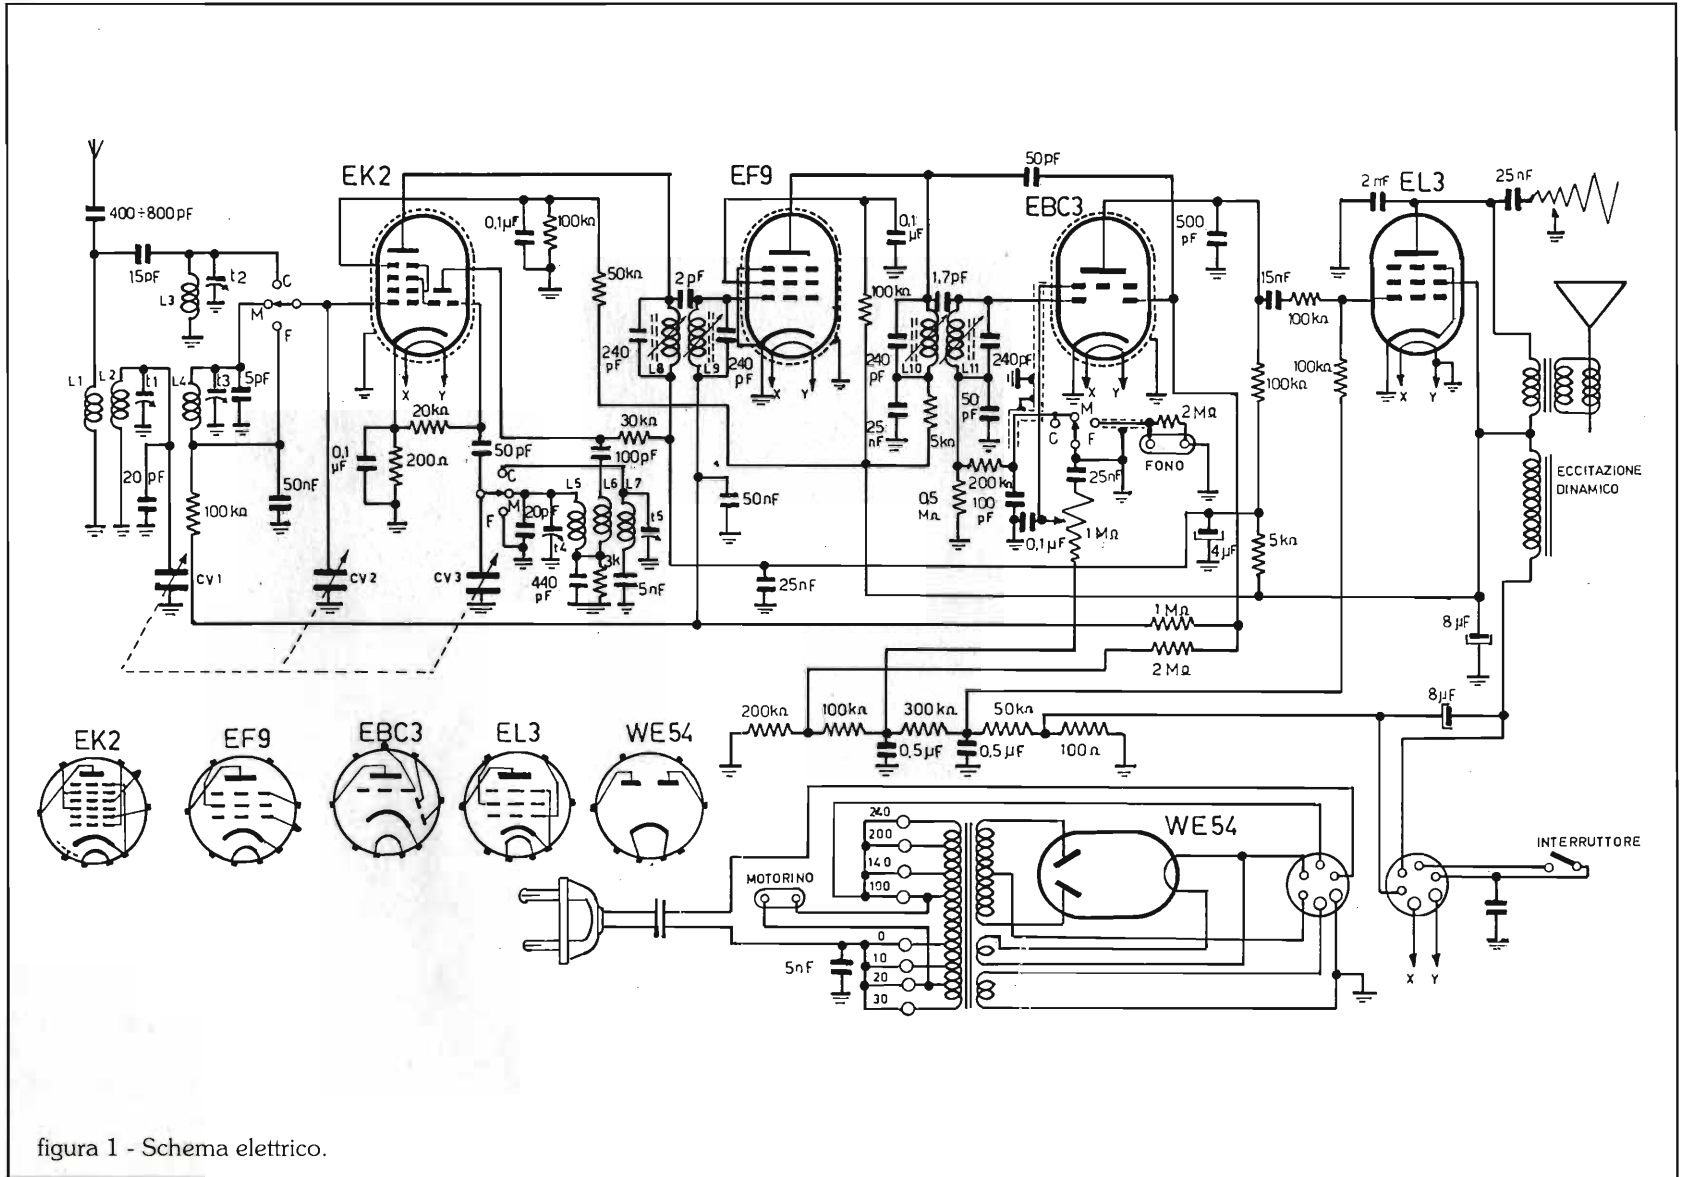 EK2
EF9
50pF
EBC3
2nF
EL3
25nF
400÷800pF
15pF
t2
L3
C
M
F
0,1µF
100kΩ
50kΩ
2pF
240
pF
L8
L9
240
pF
0,1
µF
100kΩ
1,7pF
240
pF
L10
L11
240pF
500
pF
15nF
100kΩ
100kΩ
100kΩ
L1
L2
t1
L4
t3
5pF
X
Y
20kΩ
30kΩ
100pF
X
Y
25
nF
5kΩ
50
pF
X
Y
M
C
F
2MΩ
FONO
X
Y
ECCITAZIONE
DINAMICO
20pF
100kΩ
50nF
0,1
µF
200Ω
50pF
C
M
F
20pF
t4
L5
L6
L7
t5
3k
440
pF
5nF
50nF
0,5
MΩ
200kΩ
100
pF
0,1µF
25nF
1MΩ
4µF
5kΩ
CV1
CV2
CV3
25nF
1MΩ
2MΩ
8µF
8µF
200kΩ
100kΩ
300kΩ
50kΩ
100Ω
0,5µF
0,5µF
EK2
EF9
EBC3
EL3
WE54
WE54
240
200
140
100
0
10
20
30
MOTORINO
5nF
INTERRUTTORE
X
Y
figura 1 - Schema elettrico.